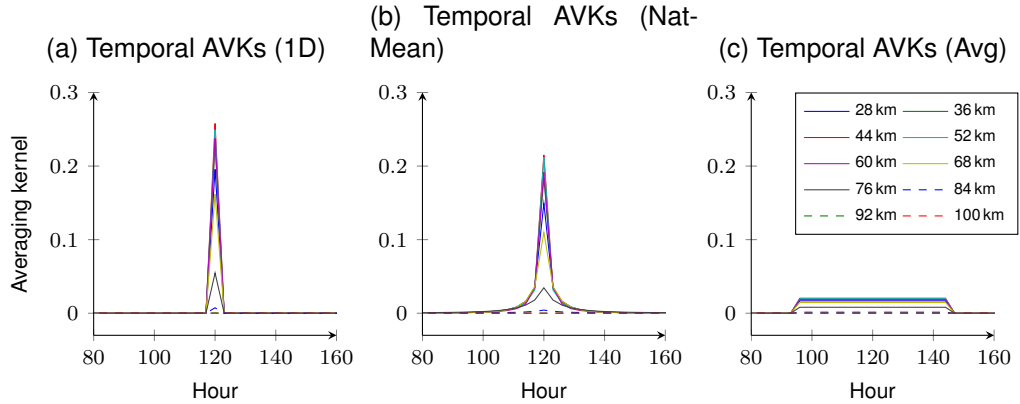 (a) Temporal AVKs (1D)
0.3
0.2
0.1
0
80 100 120 140 160
Hour
Averaging kernel
(b) Temporal AVKs (Nat-
Mean)
0.3
0.2
0.1
0
80 100 120 140 160
Hour
(c) Temporal AVKs (Avg)
0.3
0.2
0.1
0
80 100 120 140 160
Hour
28 km 36 km
44 km 52 km
60 km 68 km
76 km 84 km
92 km 100 km